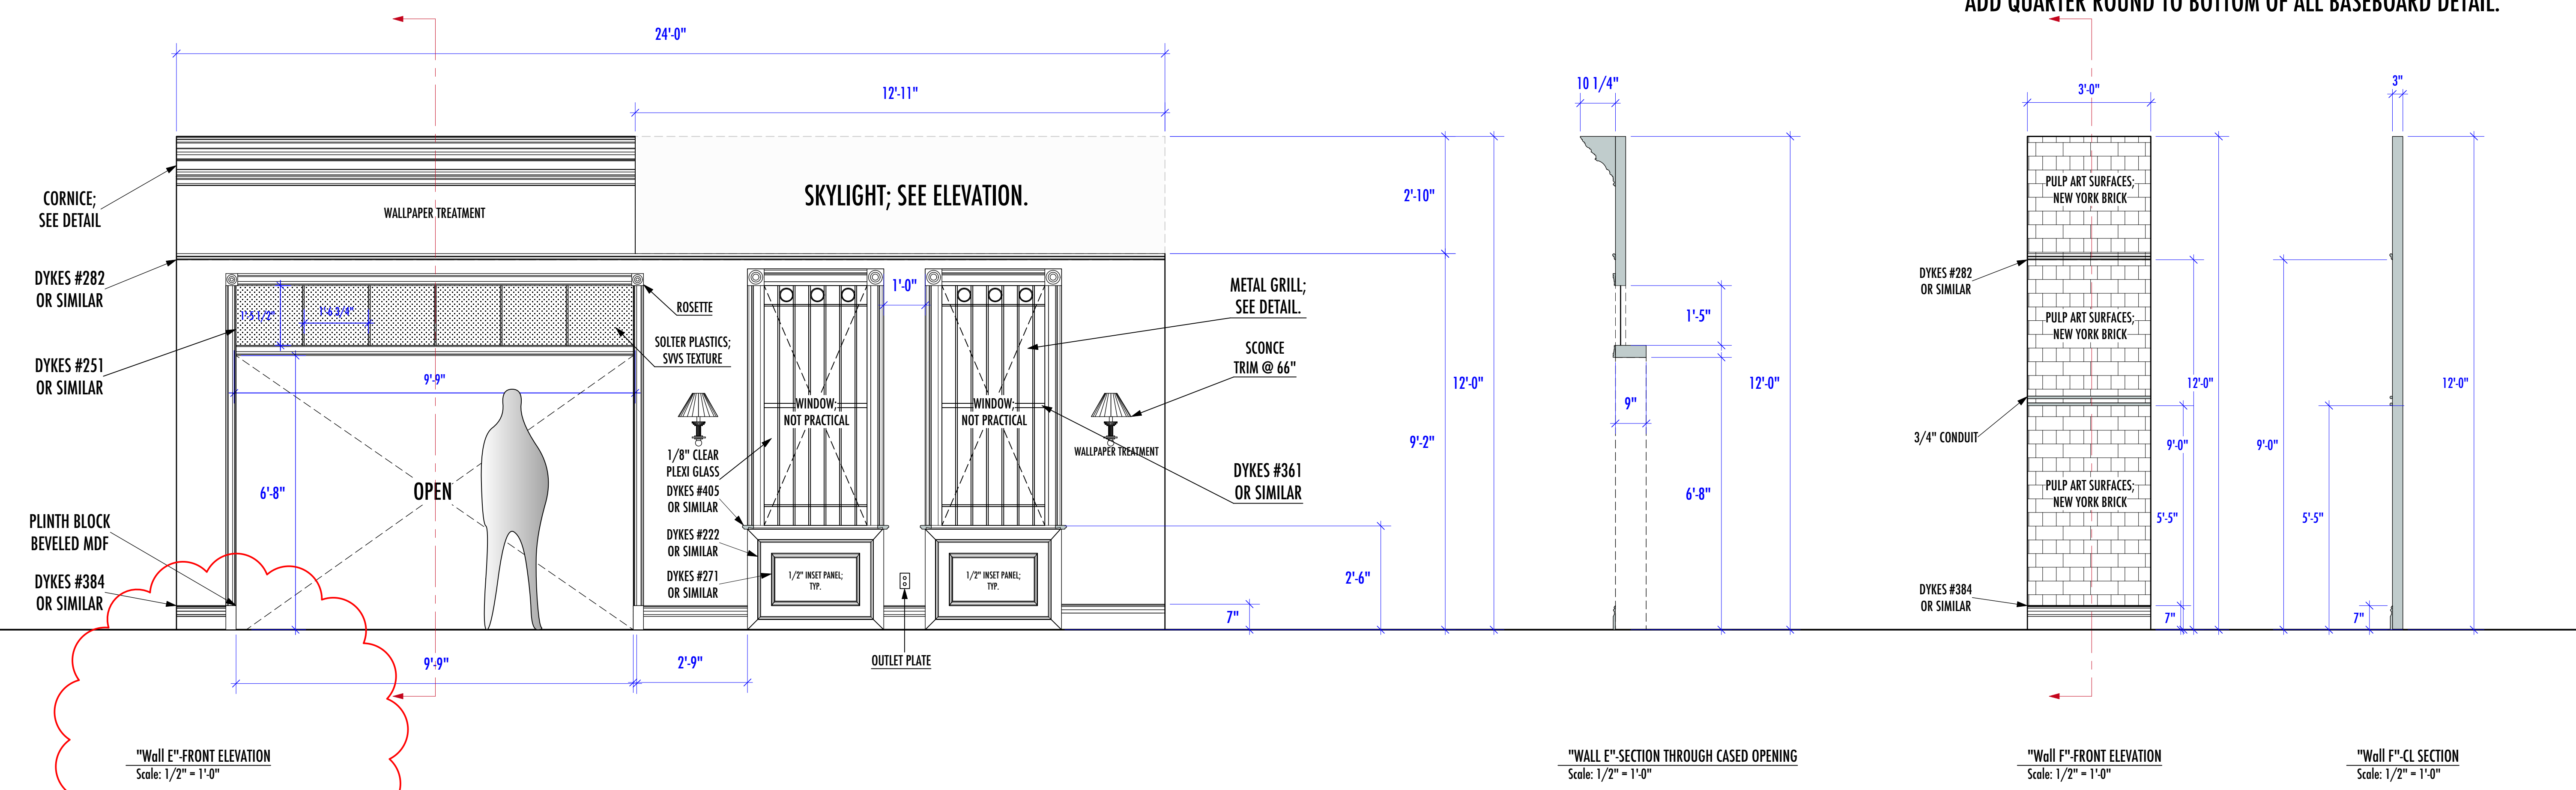 ADD QUARTER ROUND TO BOTTOM OF ALL BASEBOARD DETAIL.
24'-0"
12'-11"
CORNICE;
SEE DETAIL
WALLPAPER TREATMENT
SKYLIGHT; SEE ELEVATION.
DYKES #282
OR SIMILAR
DYKES #251
OR SIMILAR
1'-5 1/2"
1'-6 3/4"
9'-9"
ROSETTE
SOLTER PLASTICS;
SVVS TEXTURE
1'-0"
METAL GRILL;
SEE DETAIL.
SCONCE
TRIM @ 66"
WINDOW;
NOT PRACTICAL
WINDOW;
NOT PRACTICAL
WALLPAPER TREATMENT
1/8" CLEAR
PLEXI GLASS
DYKES #405
OR SIMILAR
DYKES #222
OR SIMILAR
DYKES #271
OR SIMILAR
DYKES #361
OR SIMILAR
OPEN
6'-8"
PLINTH BLOCK
BEVELED MDF
DYKES #384
OR SIMILAR
1/2" INSET PANEL;
TYP.
1/2" INSET PANEL;
TYP.
OUTLET PLATE
9'-9"
2'-9"
2'-10"
12'-0"
9'-2"
2'-6"
7"
"Wall E"-FRONT ELEVATION
Scale: 1/2" = 1'-0"
10 1/4"
1'-5"
12'-0"
9"
6'-8"
"WALL E"-SECTION THROUGH CASED OPENING
Scale: 1/2" = 1'-0"
3'-0"
PULP ART SURFACES;
NEW YORK BRICK
DYKES #282
OR SIMILAR
PULP ART SURFACES;
NEW YORK BRICK
3/4" CONDUIT
PULP ART SURFACES;
NEW YORK BRICK
DYKES #384
OR SIMILAR
12'-0"
9'-0"
5'-5"
7"
"Wall F"-FRONT ELEVATION
Scale: 1/2" = 1'-0"
3"
12'-0"
9'-0"
5'-5"
7"
"Wall F"-CL SECTION
Scale: 1/2" = 1'-0"